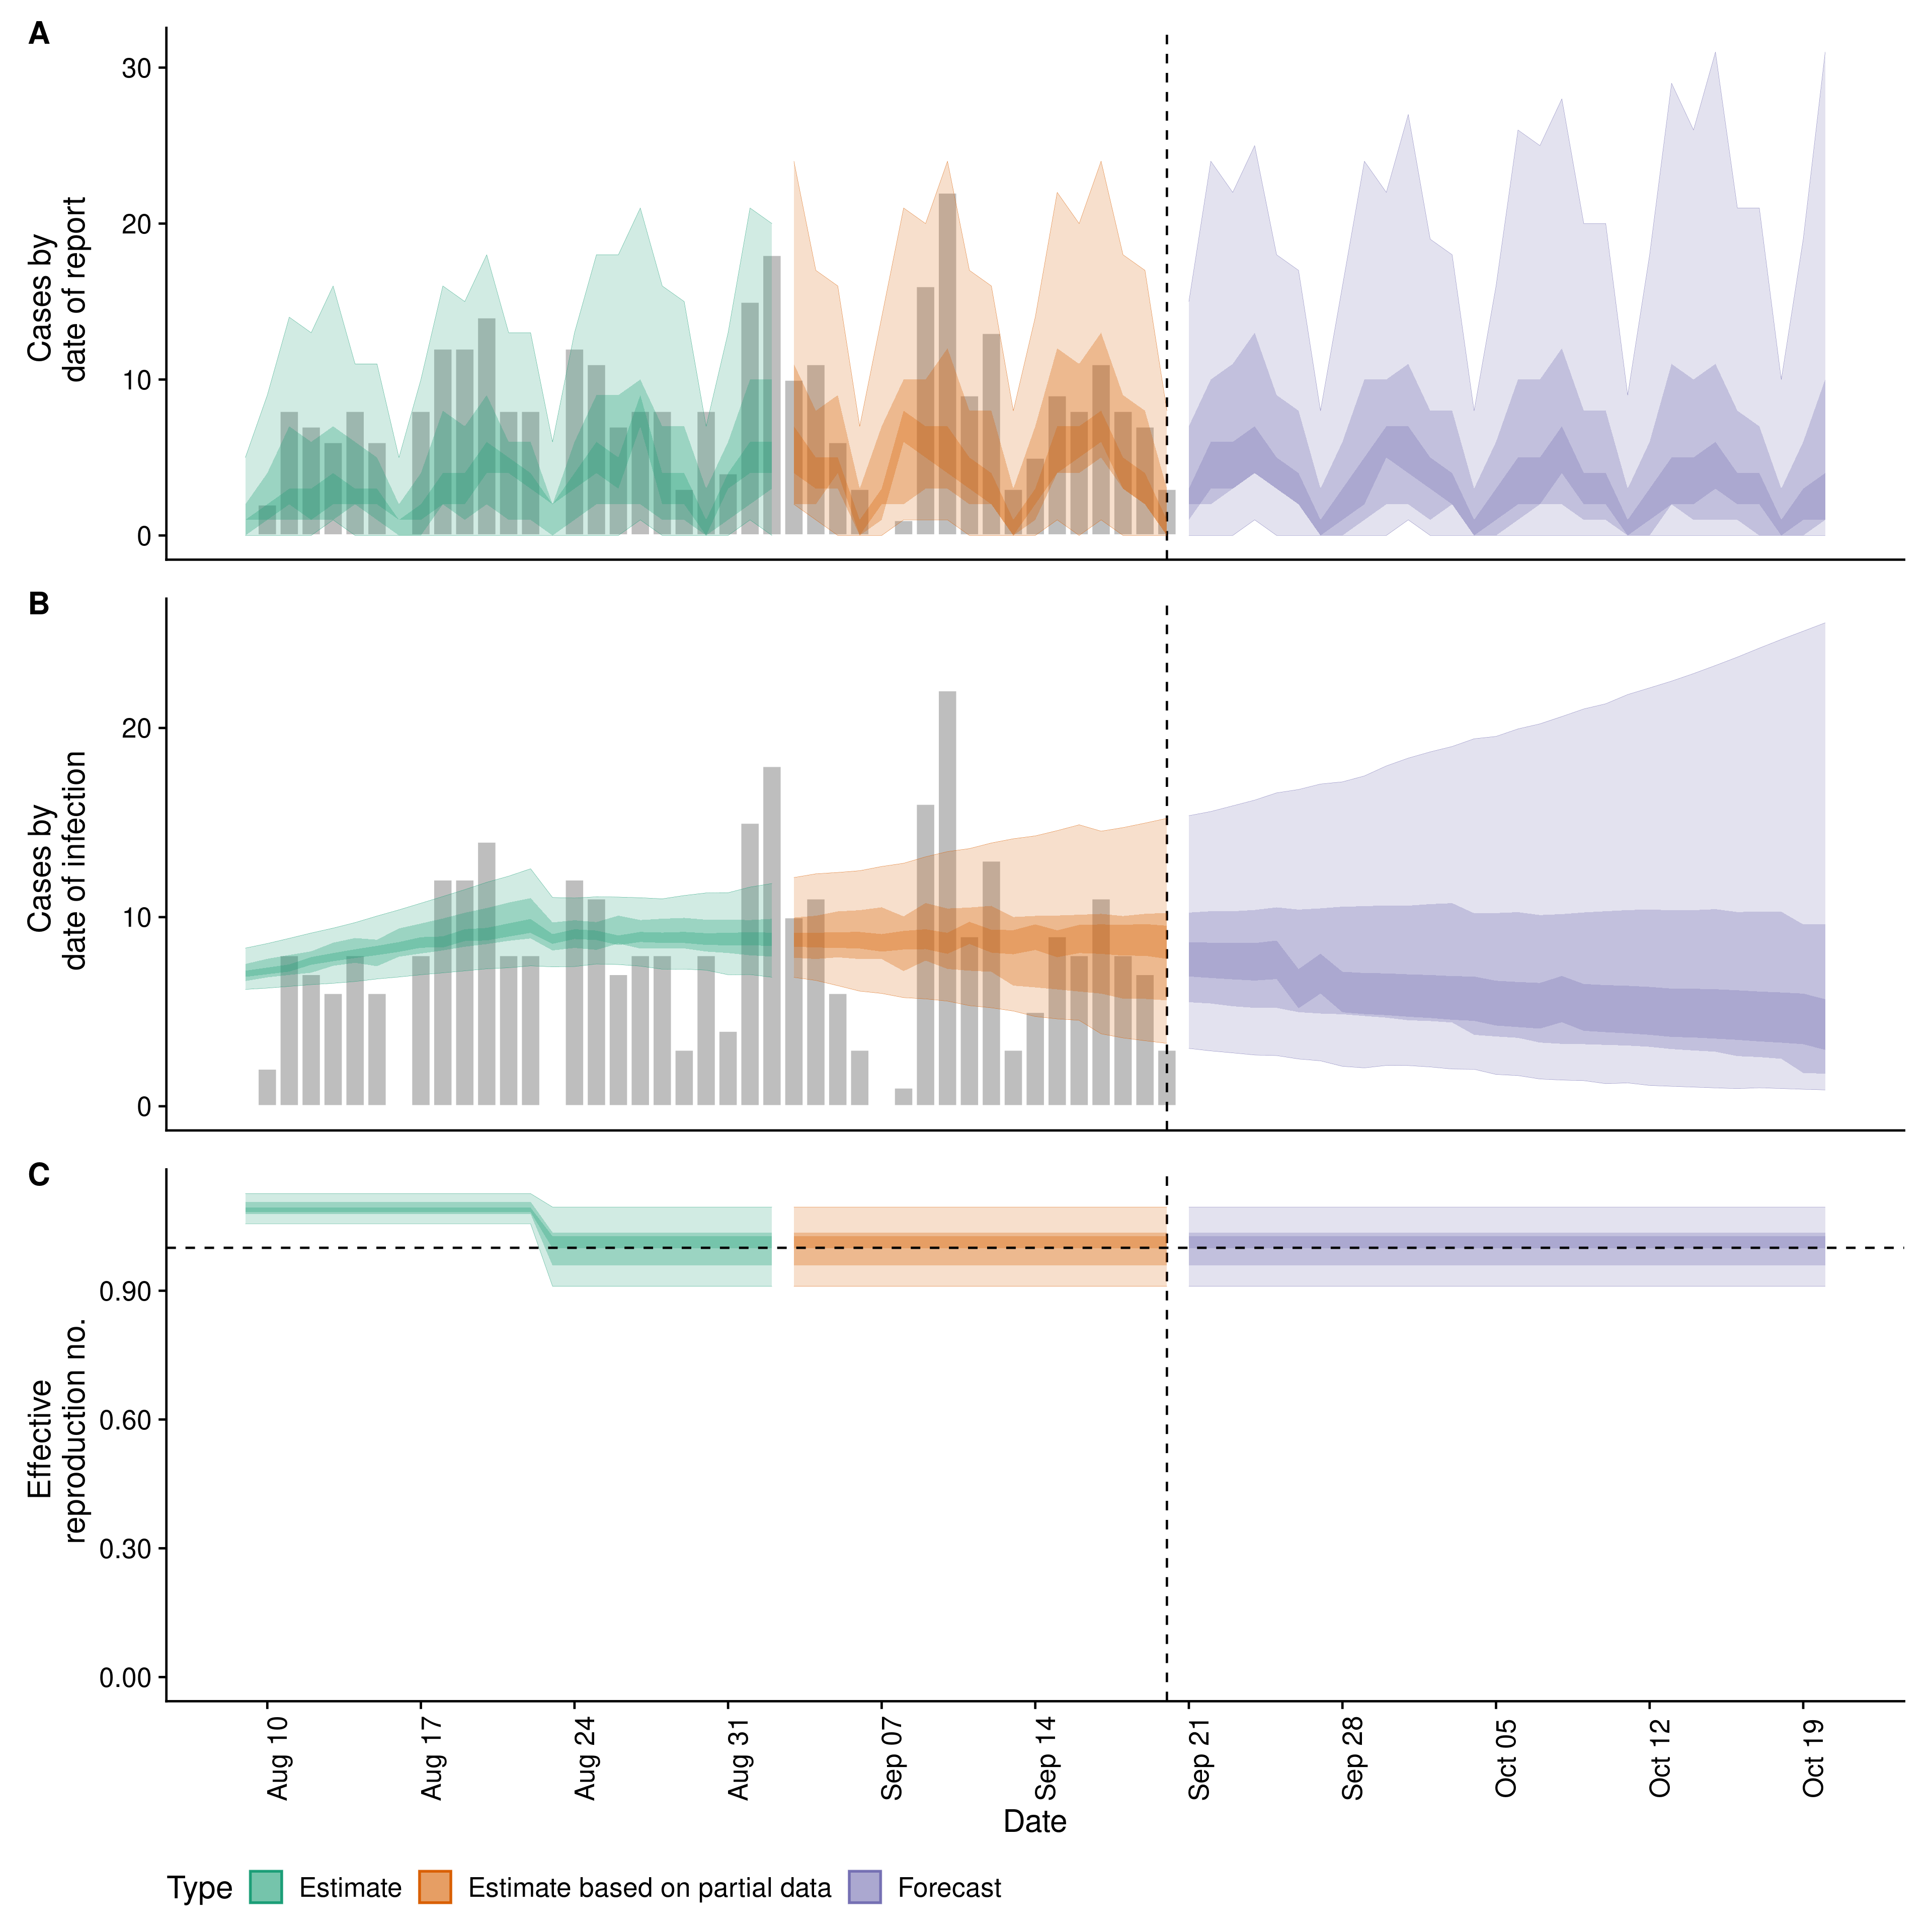 A
Cases by
date of report
30
20
10
0
B
Cases by
date of infection
20
10
0
C
Effective
reproduction no.
0.90
0.60
0.30
0.00
Aug 10
Aug 17
Aug 24
Aug 31
Sep 07
Sep 14
Sep 21
Sep 28
Oct 05
Oct 12
Oct 19
Date
Type Estimate Estimate based on partial data Forecast